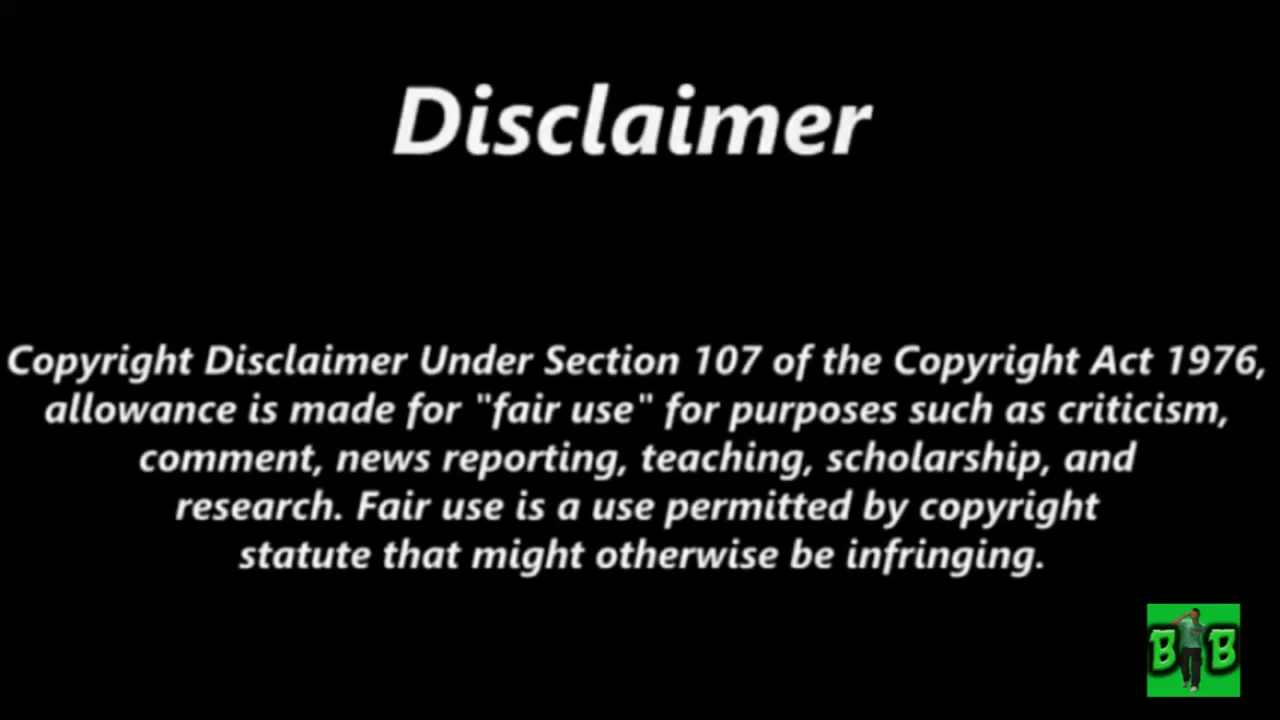 Disclaimer
Copyright Disclaimer Under Section 107 of the Copyright Act 1976,
allowance is made for "fair use" for purposes such as criticism,
comment, news reporting, teaching, scholarship, and
research. Fair use is a use permitted by copyright
statute that might otherwise be infringing.
B B